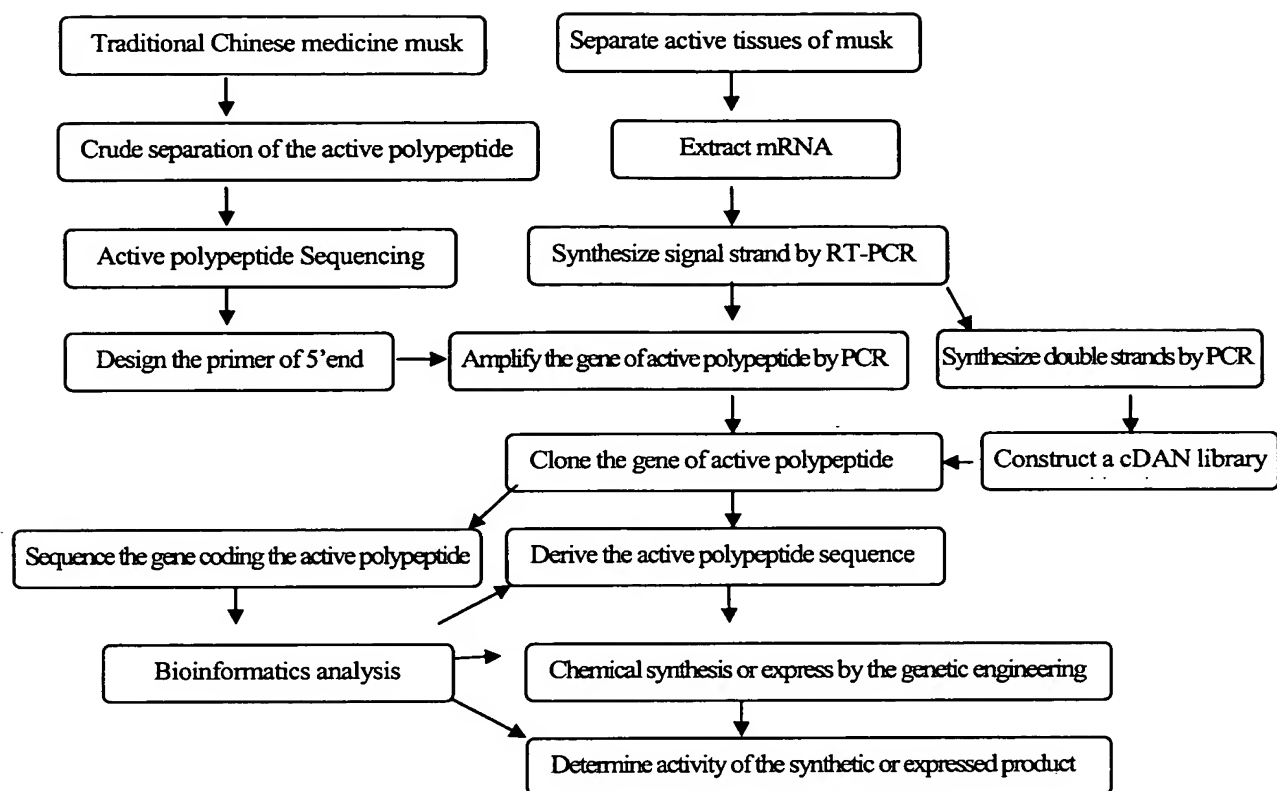 Traditional Chinese medicine musk
Separate active tissues of musk
Crude separation of the active polypeptide
Extract mRNA
Active polypeptide Sequencing
Synthesize signal strand by RT-PCR
Design the primer of 5'end
Amplify the gene of active polypeptide by PCR
Synthesize double strands by PCR
Clone the gene of active polypeptide
Construct a cDAN library
Sequence the gene coding the active polypeptide
Derive the active polypeptide sequence
Bioinformatics analysis
Chemical synthesis or express by the genetic engineering
Determine activity of the synthetic or expressed product